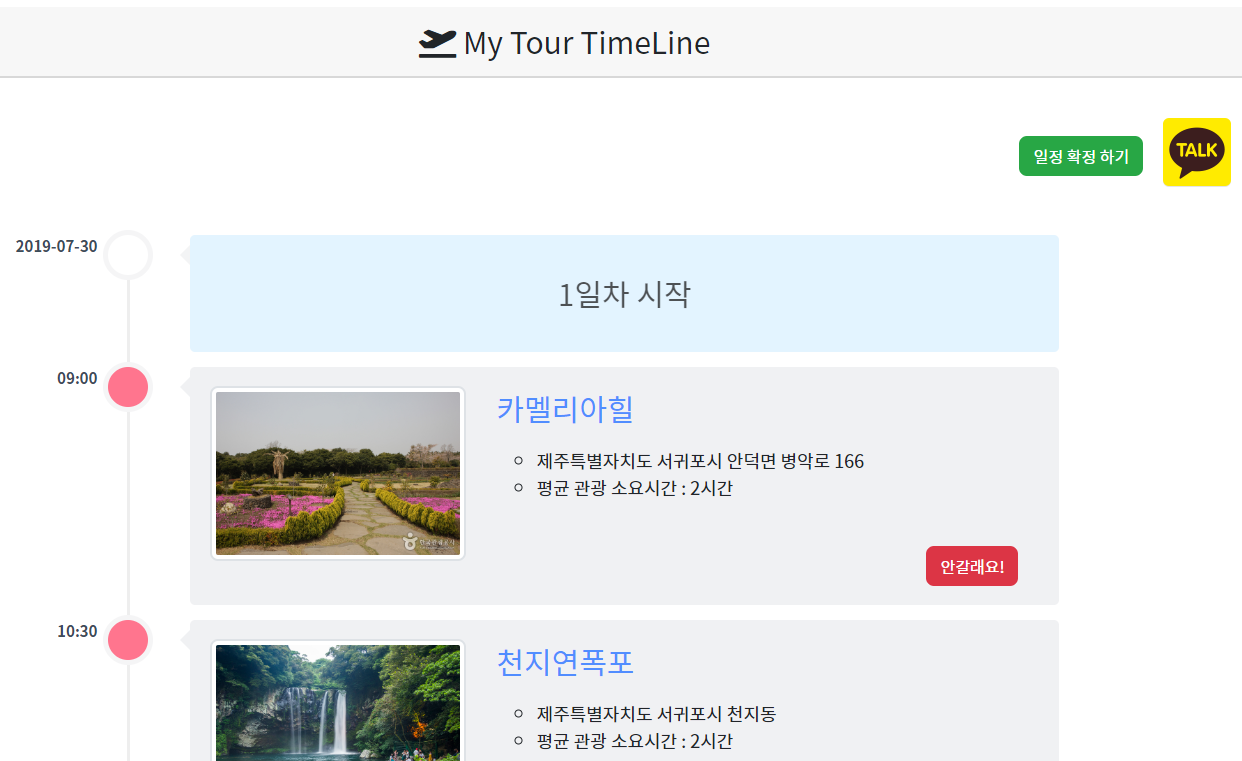 My Tour TimeLine
일정 확정 하기
TALK
2019-07-30
1일차 시작
09:00
카멜리아힐
제주특별자치도 서귀포시 안덕면 병악로 166
평균 관광 소요시간 : 2시간
안갈래요!
10:30
천지연폭포
제주특별자치도 서귀포시 천지동
평균 관광 소요시간 : 2시간